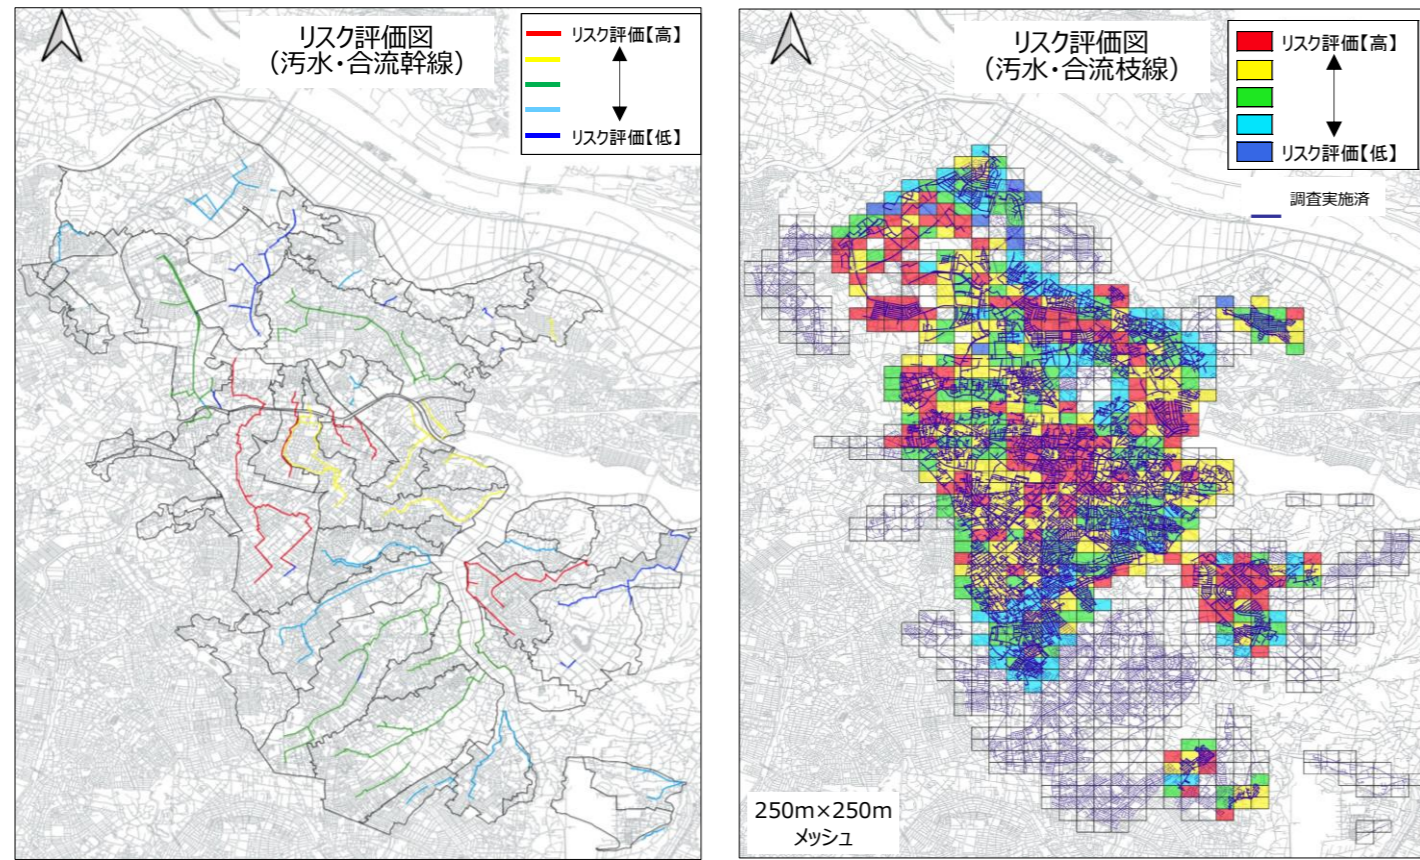 リスク評価図
（汚水・合流幹線）
リスク評価【高】
リスク評価【低】
リスク評価図
（汚水・合流枝線）
リスク評価【高】
リスク評価【低】
調査実施済
250m×250m
メッシュ